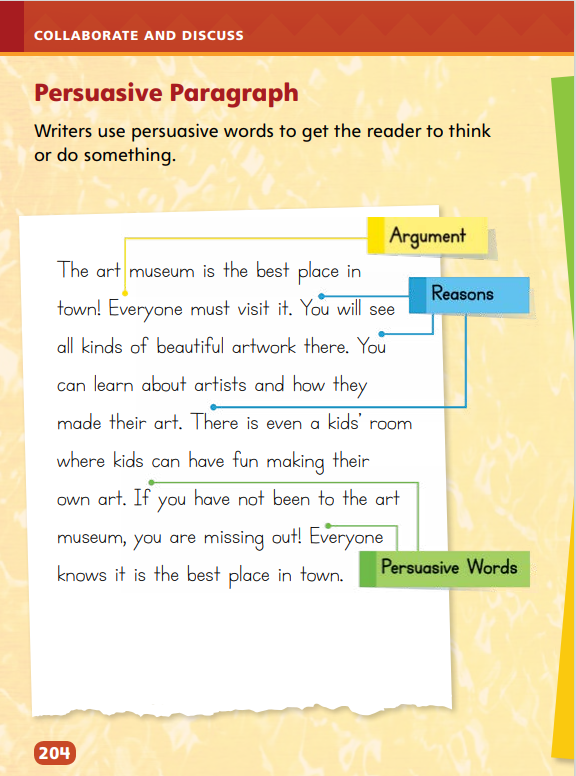 COLLABORATE AND DISCUSS
Persuasive Paragraph
Writers use persuasive words to get the reader to think
or do something.
Argument
The art museum is the best place in
Reasons
town! Everyone must visit it. You will see
all kinds of beautiful artwork there. You
can learn about artists and how they
made their art. There is even a kids' room
where kids can have fun making their
own art. If you have not been to the art
museum, you are missing out! Everyone
Persuasive Words
knows it is the best place in town.
204